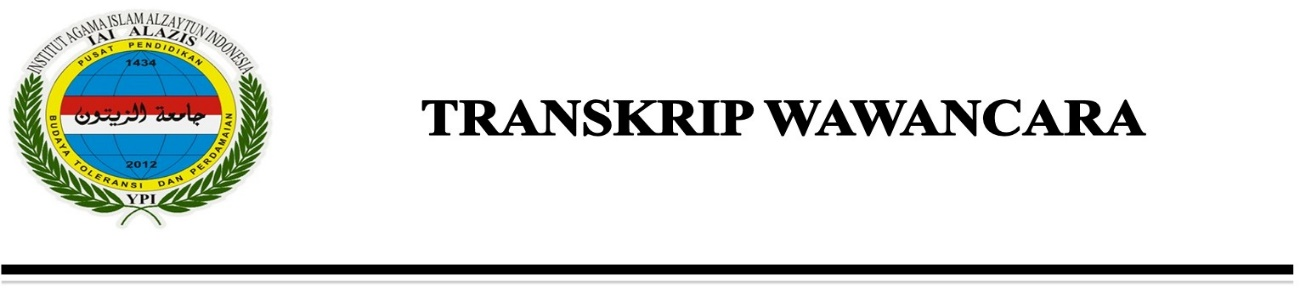 INSTITUT AGAMA ISLAM ALZAYTUN INDONESIA
IAI ALAZIS
PUSAT PENDIDIKAN
1434
جامعة الزيتون
2012
BUDAYA TOLERANSI DAN PERDAMAIAN
YPI
TRANSKRIP WAWANCARA